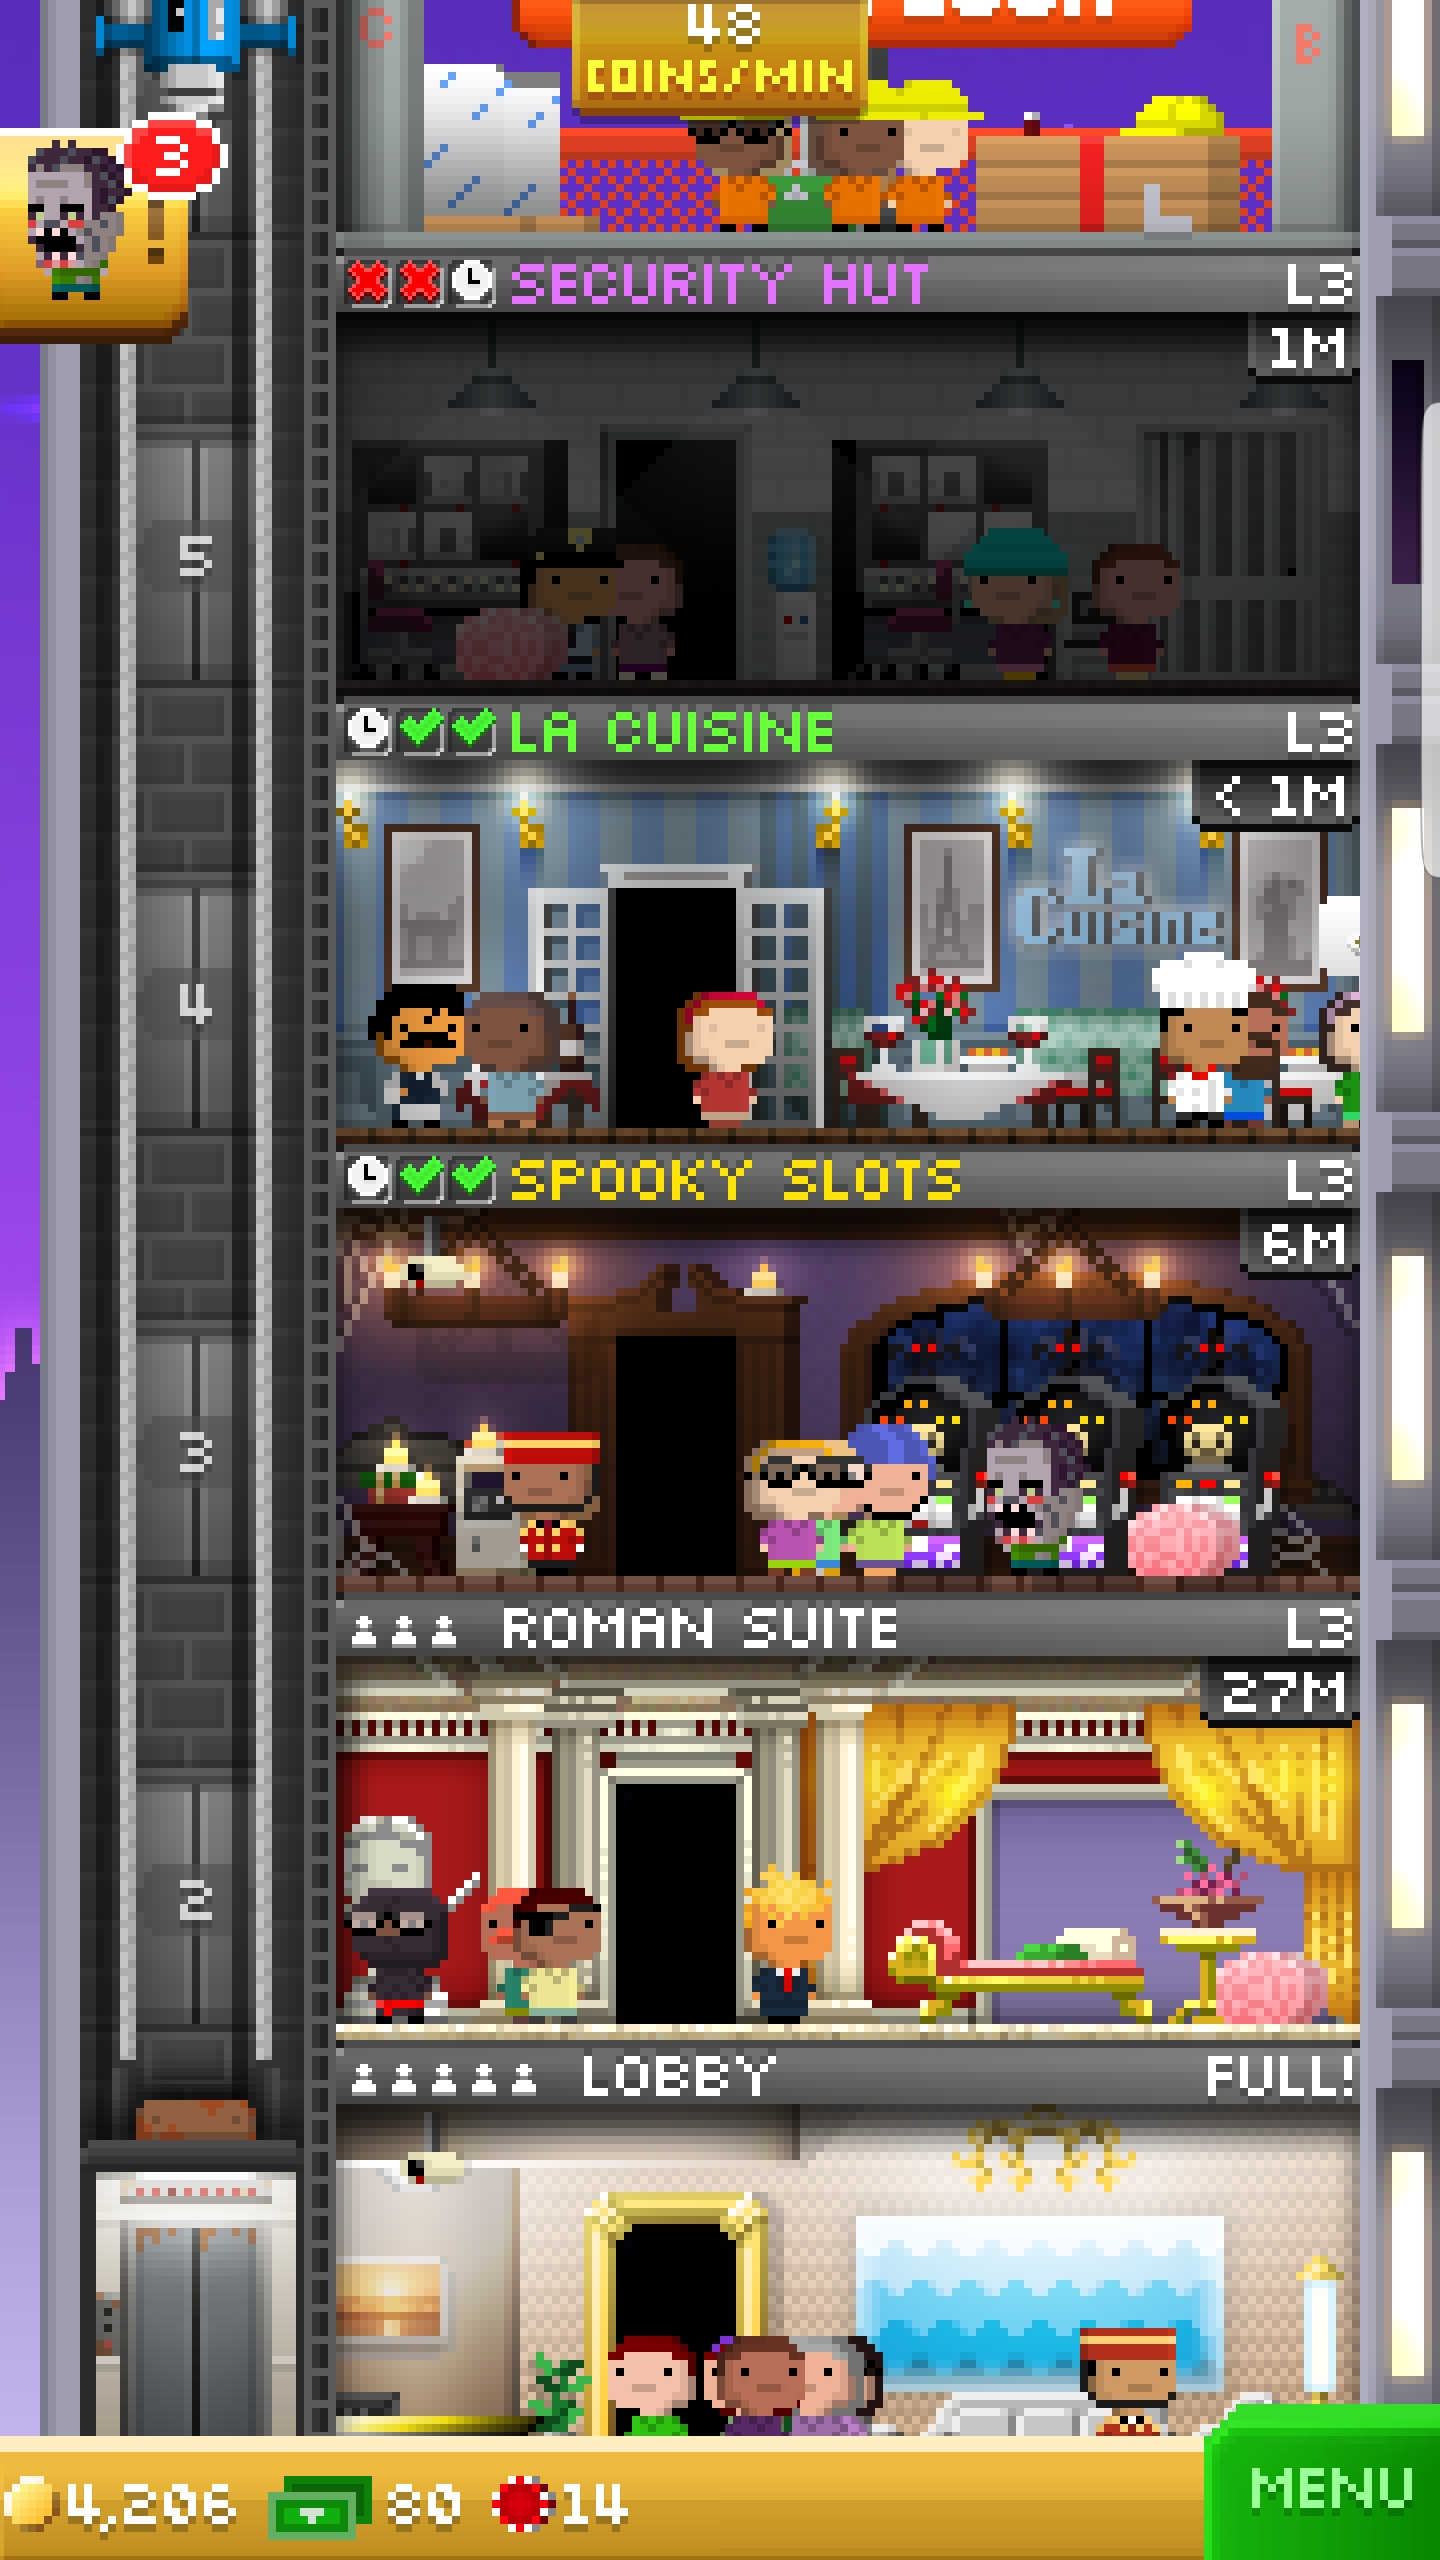 48
COINS/MIN
C
B
3
!
SECURITY HUT L3
1M
5
LA CUISINE L3
< 1M
La
Cuisine
4
SPOOKY SLOTS L3
6M
3
ROMAN SUITE L3
27M
2
LOBBY FULL!
4,206 80 14
MENU